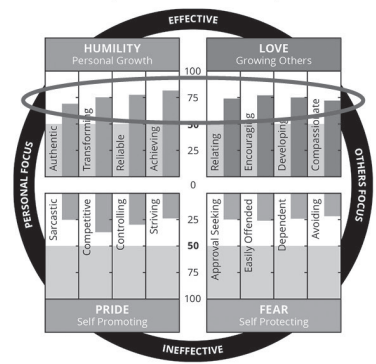 EFFECTIVE
HUMILITY
Personal Growth
LOVE
Growing Others
100
75
50
25
0
Authentic
Transforming
Reliable
Achieving
Relating
Encouraging
Developing
Compassionate
PERSONAL FOCUS
OTHERS FOCUS
Sarcastic
Competitive
Controlling
Striving
Approval Seeking
Easily Offended
Dependent
Avoiding
25
50
75
100
PRIDE
Self Promoting
FEAR
Self Protecting
INEFFECTIVE